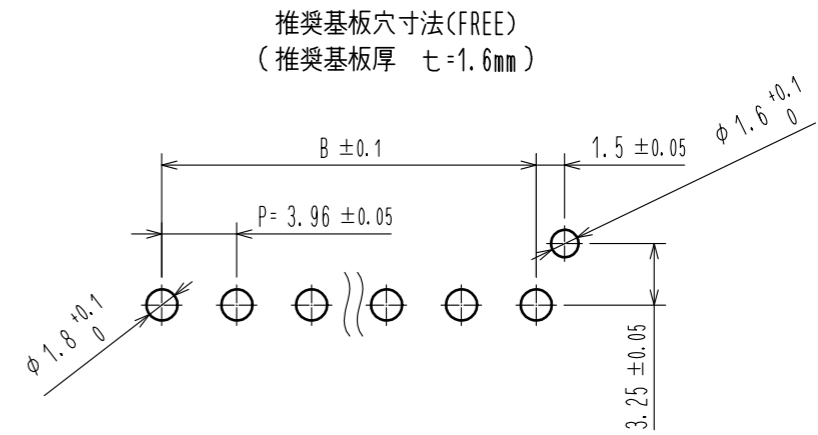 推奨基板穴寸法(FREE)
(推奨基板厚 t=1.6mm)
B ±0.1
1.5 ±0.05
φ1.6 +0.1 0
P= 3.96 ±0.05
φ1.8 +0.1 0
3.25 ±0.05